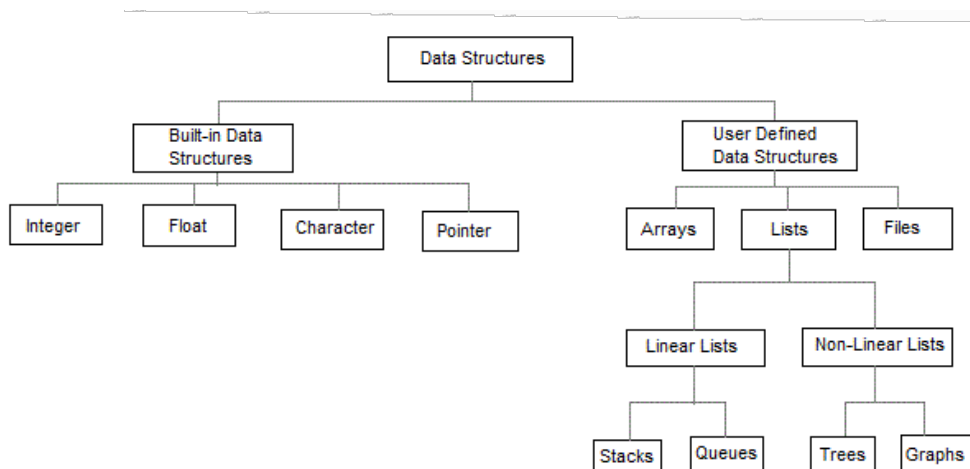 Data Structures
Built-in Data
Structures
User Defined
Data Structures
Integer
Float
Character
Pointer
Arrays
Lists
Files
Linear Lists
Non-Linear Lists
Stacks
Queues
Trees
Graphs